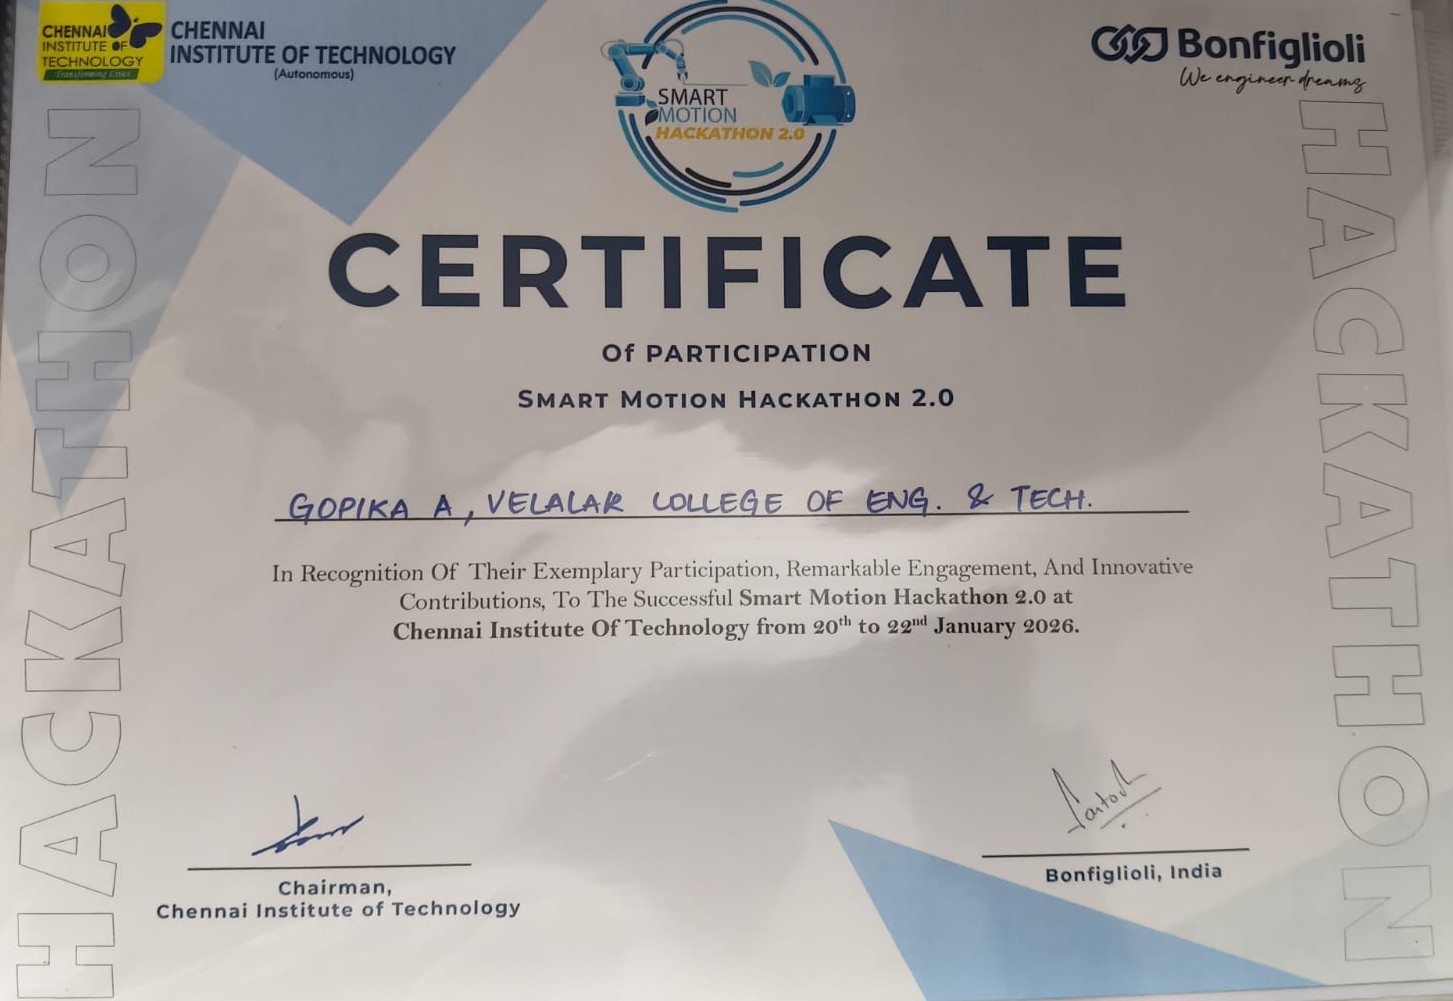 CHENNAI
INSTITUTE OF
TECHNOLOGY
Transforming Lives
CHENNAI
INSTITUTE OF TECHNOLOGY
(Autonomous)
SMART
MOTION
HACKATHON 2.0
Bonfiglioli
We engineer dreams
HACKATHON
HACKATHON
CERTIFICATE
Of PARTICIPATION
SMART MOTION HACKATHON 2.0
GOPIKA A, VELALAR COLLEGE OF ENG. & TECH.
In Recognition Of Their Exemplary Participation, Remarkable Engagement, And Innovative
Contributions, To The Successful Smart Motion Hackathon 2.0 at
Chennai Institute Of Technology from 20th to 22nd January 2026.
Chairman,
Chennai Institute of Technology
Bonfiglioli, India